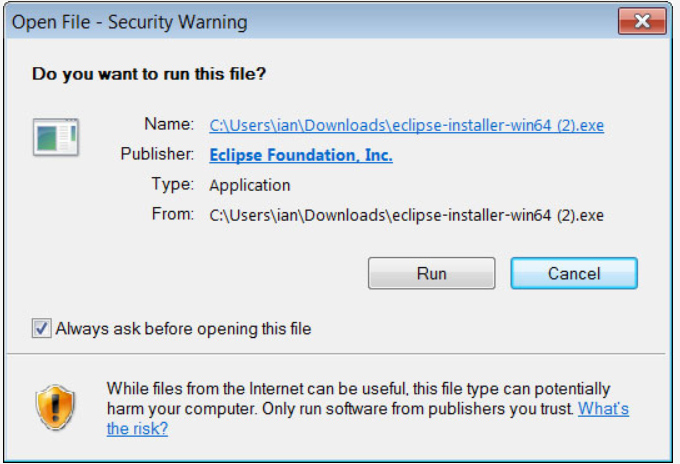 Open File - Security Warning
Do you want to run this file?
Name: C:\Users\ian\Downloads\eclipse-installer-win64 (2).exe
Publisher: Eclipse Foundation, Inc.
Type: Application
From: C:\Users\ian\Downloads\eclipse-installer-win64 (2).exe
Run Cancel
Always ask before opening this file
While files from the Internet can be useful, this file type can potentially
harm your computer. Only run software from publishers you trust. What's
the risk?